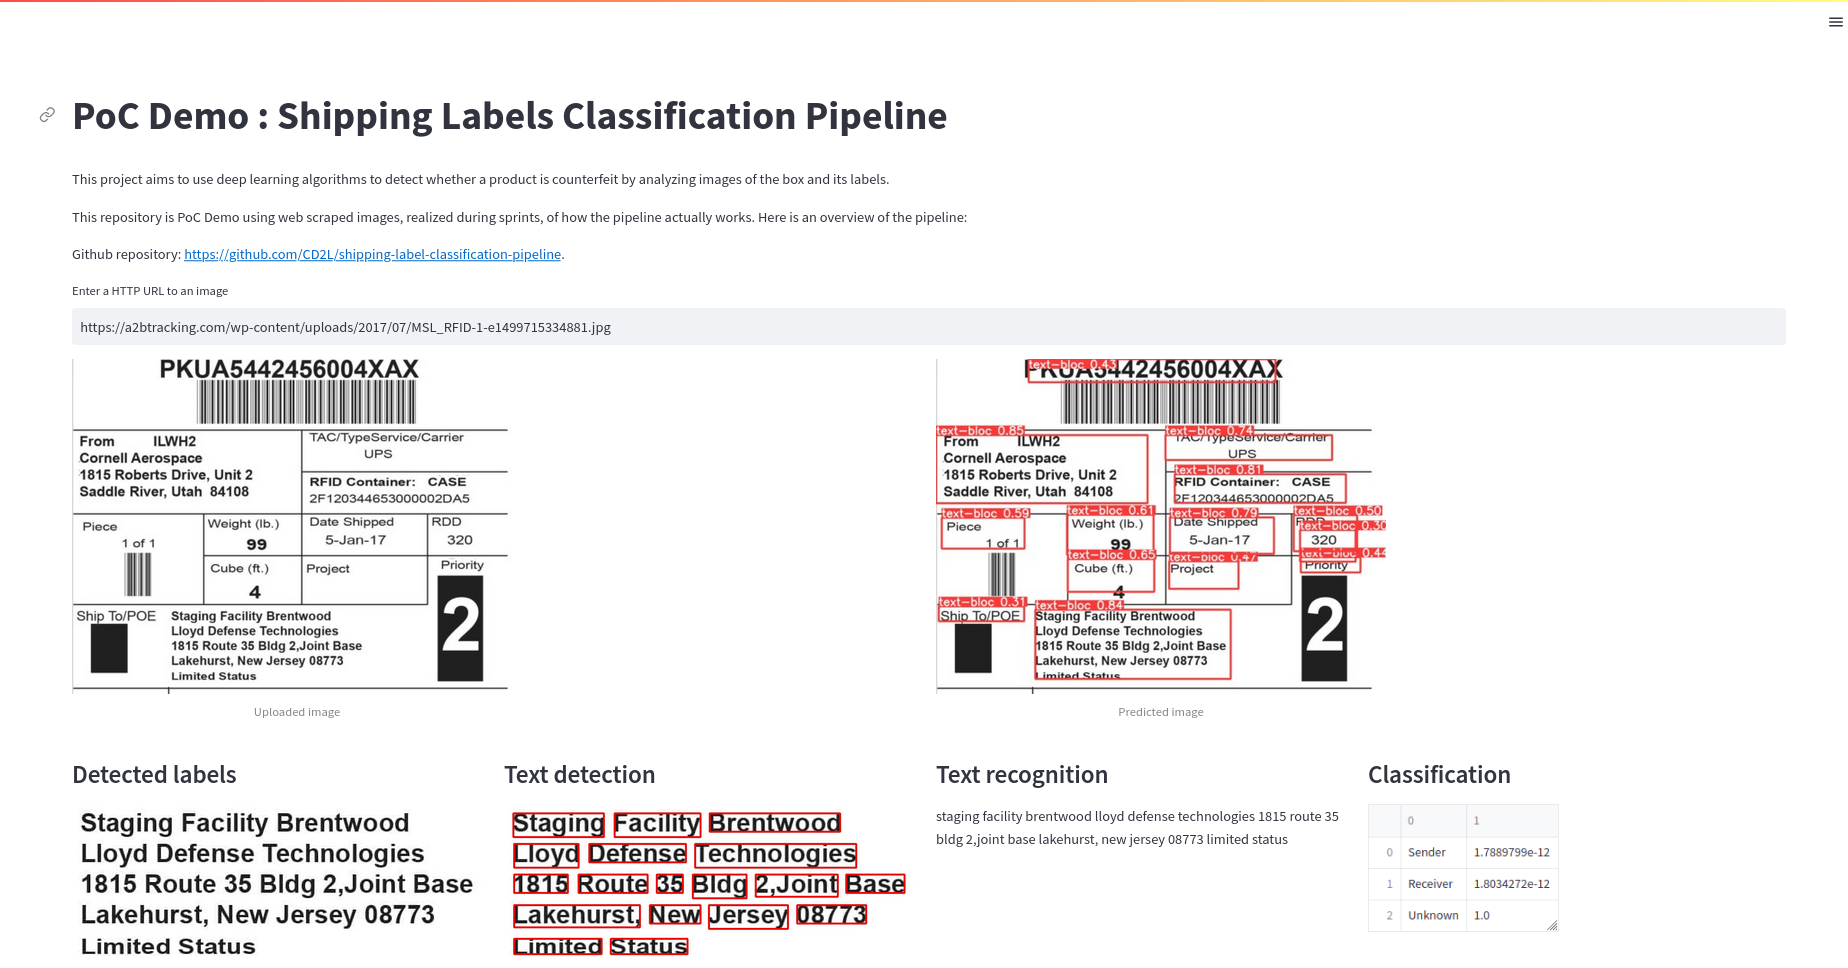 PoC Demo : Shipping Labels Classification Pipeline
This project aims to use deep learning algorithms to detect whether a product is counterfeit by analyzing images of the box and its labels.
This repository is PoC Demo using web scraped images, realized during sprints, of how the pipeline actually works. Here is an overview of the pipeline:
Github repository: https://github.com/CD2L/shipping-label-classification-pipeline.
Enter a HTTP URL to an image
https://a2btracking.com/wp-content/uploads/2017/07/MSL_RFID-1-e1499715334881.jpg
PKUA5442456004XAX
From ILWH2
Cornell Aerospace
1815 Roberts Drive, Unit 2
Saddle River, Utah 84108
TAC/TypeService/Carrier
UPS
RFID Container: CASE
2F120344653000002DA5
Piece
1 of 1
Weight (lb.)
99
Date Shipped
5-Jan-17
RDD
320
Cube (ft.)
4
Project
Priority
2
Ship To/POE
Staging Facility Brentwood
Lloyd Defense Technologies
1815 Route 35 Bldg 2,Joint Base
Lakehurst, New Jersey 08773
Limited Status
Uploaded image
text-bloc 0.43
PKUA5442456004XAX
text-bloc 0.85
From ILWH2
Cornell Aerospace
1815 Roberts Drive, Unit 2
Saddle River, Utah 84108
text-bloc 0.74
TAC/TypeService/Carrier
UPS
text-bloc 0.81
RFID Container: CASE
2F120344653000002DA5
text-bloc 0.59
Piece
1 of 1
text-bloc 0.61
Weight (lb.)
99
text-bloc 0.79
Date Shipped
5-Jan-17
text-bloc 0.50
RDD
text-bloc 0.30
320
text-bloc 0.65
Cube (ft.)
4
text-bloc 0.47
Project
text-bloc 0.44
Priority
2
text-bloc 0.31
Ship To/POE
text-bloc 0.84
Staging Facility Brentwood
Lloyd Defense Technologies
1815 Route 35 Bldg 2,Joint Base
Lakehurst, New Jersey 08773
Limited Status
Predicted image
Detected labels
Staging Facility Brentwood
Lloyd Defense Technologies
1815 Route 35 Bldg 2,Joint Base
Lakehurst, New Jersey 08773
Limited Status
Text detection
Staging Facility Brentwood
Lloyd Defense Technologies
1815 Route 35 Bldg 2,Joint Base
Lakehurst, New Jersey 08773
Limited Status
Text recognition
staging facility brentwood lloyd defense technologies 1815 route 35
bldg 2,joint base lakehurst, new jersey 08773 limited status
Classification
0 1
0 Sender 1.7889799e-12
1 Receiver 1.8034272e-12
2 Unknown 1.0